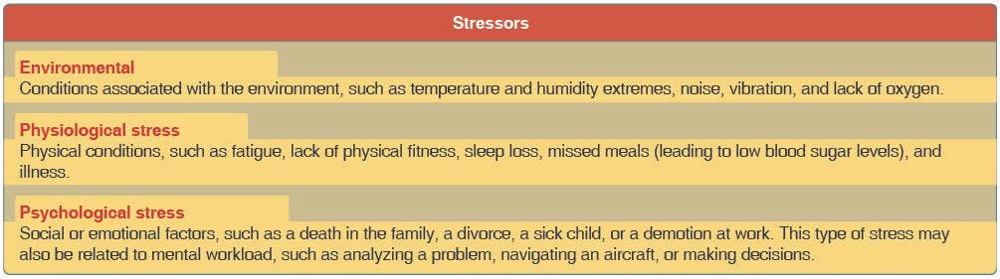 Stressors
Environmental
Conditions associated with the environment, such as temperature and humidity extremes, noise, vibration, and lack of oxygen.
Physiological stress
Physical conditions, such as fatigue, lack of physical fitness, sleep loss, missed meals (leading to low blood sugar levels), and
illness.
Psychological stress
Social or emotional factors, such as a death in the family, a divorce, a sick child, or a demotion at work. This type of stress may
also be related to mental workload, such as analyzing a problem, navigating an aircraft, or making decisions.